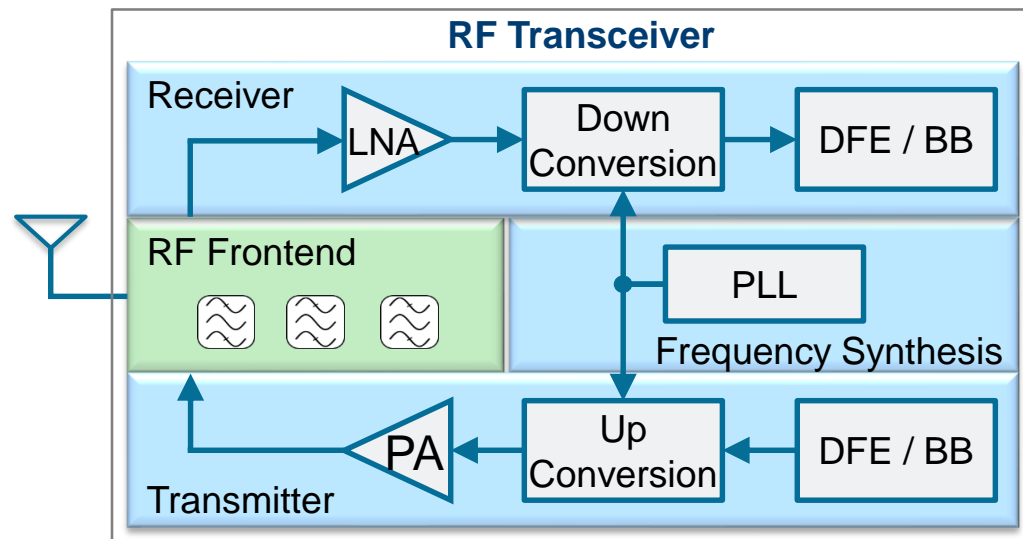 RF Transceiver
Receiver
LNA
Down
Conversion
DFE / BB
RF Frontend
PLL
Frequency Synthesis
PA
Up
Conversion
DFE / BB
Transmitter